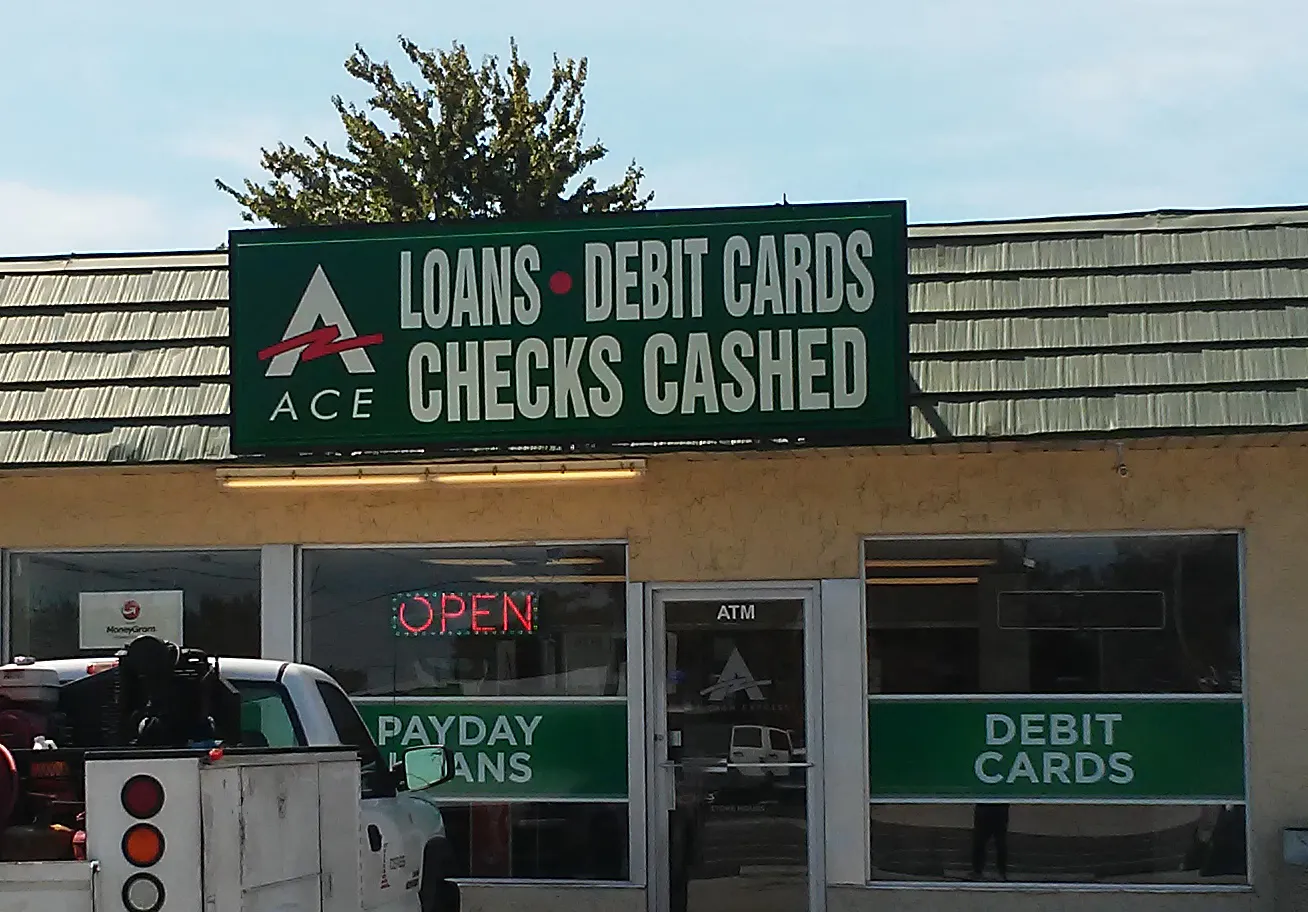 LOANS • DEBIT CARDS
CHECKS CASHED
ACE
MoneyGram
OPEN
ATM
PAYDAY
DEBIT
CARDS